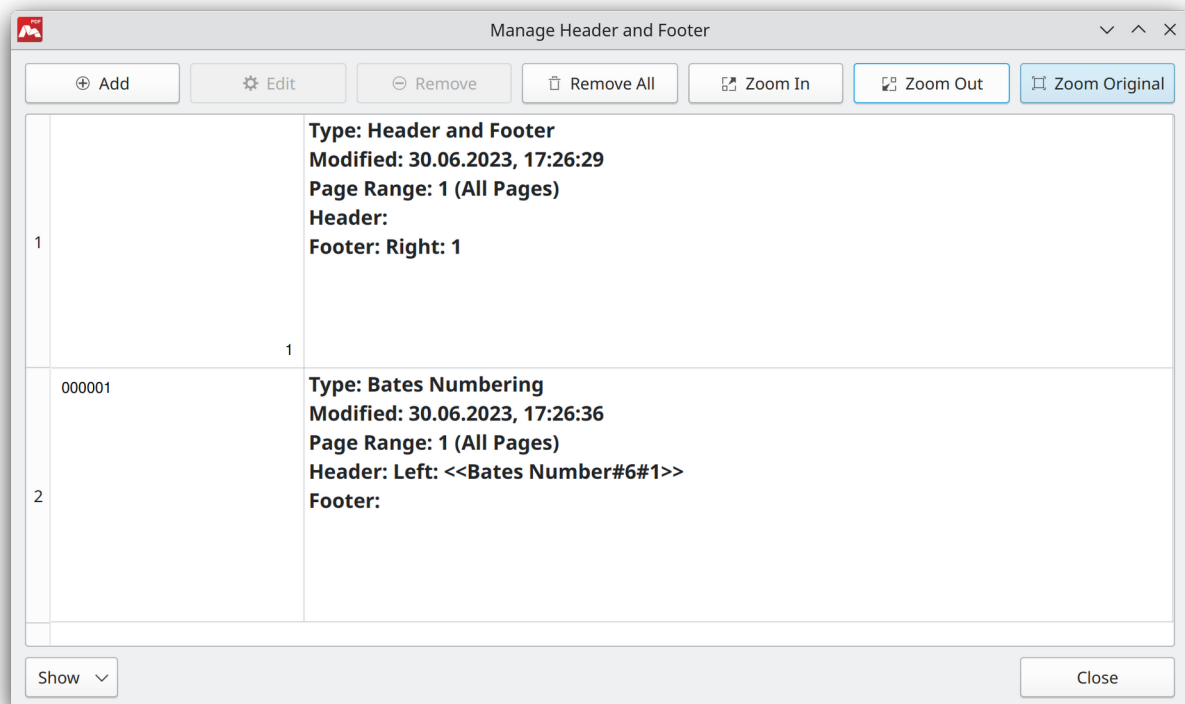 PDF
Manage Header and Footer
Add Edit Remove Remove All Zoom In Zoom Out Zoom Original
1
1
Type: Header and Footer
Modified: 30.06.2023, 17:26:29
Page Range: 1 (All Pages)
Header:
Footer: Right: 1
2
000001
Type: Bates Numbering
Modified: 30.06.2023, 17:26:36
Page Range: 1 (All Pages)
Header: Left: <<Bates Number#6#1>>
Footer:
Show Close